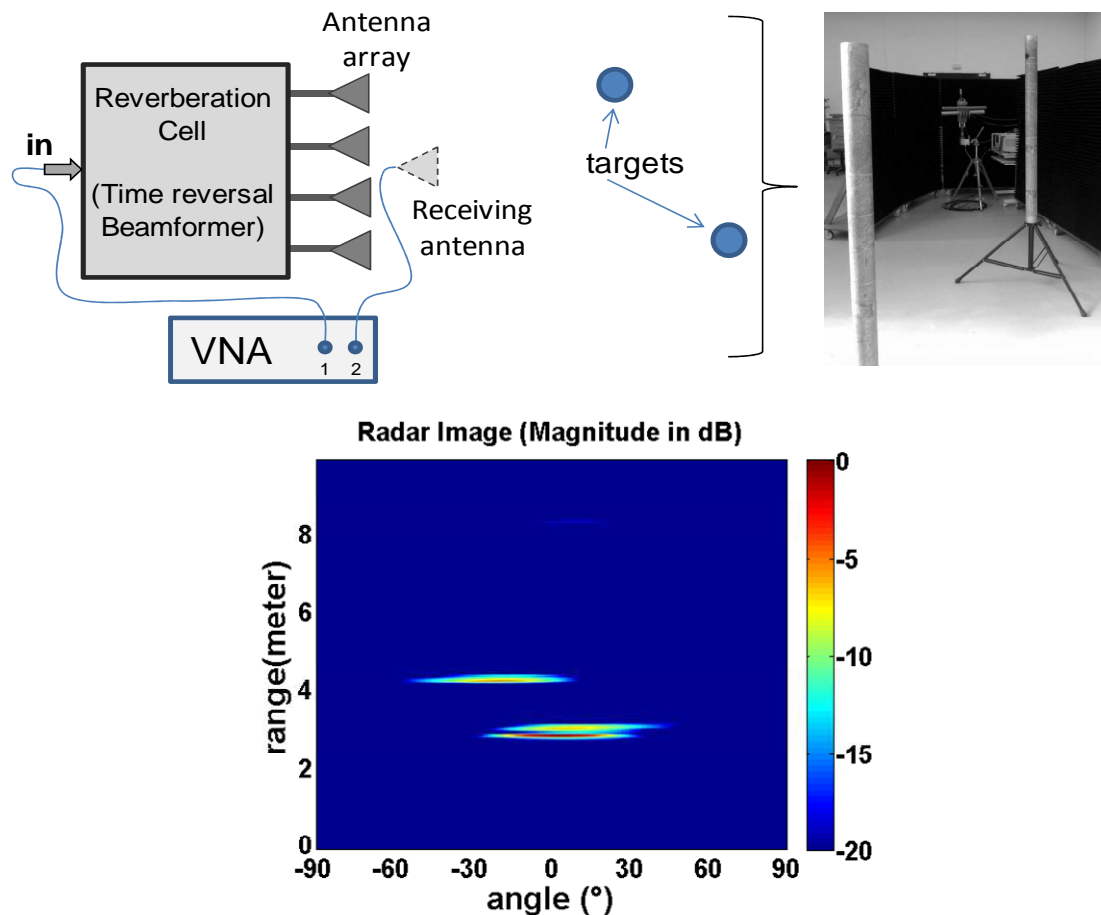 Antenna
array
Reverberation
Cell
(Time reversal
Beamformer)
in
targets
Receiving
antenna
VNA
1 2
Radar Image (Magnitude in dB)
range(meter)
8
6
4
2
0
-90 -60 -30 0 30 60 90
angle (°)
0
-5
-10
-15
-20